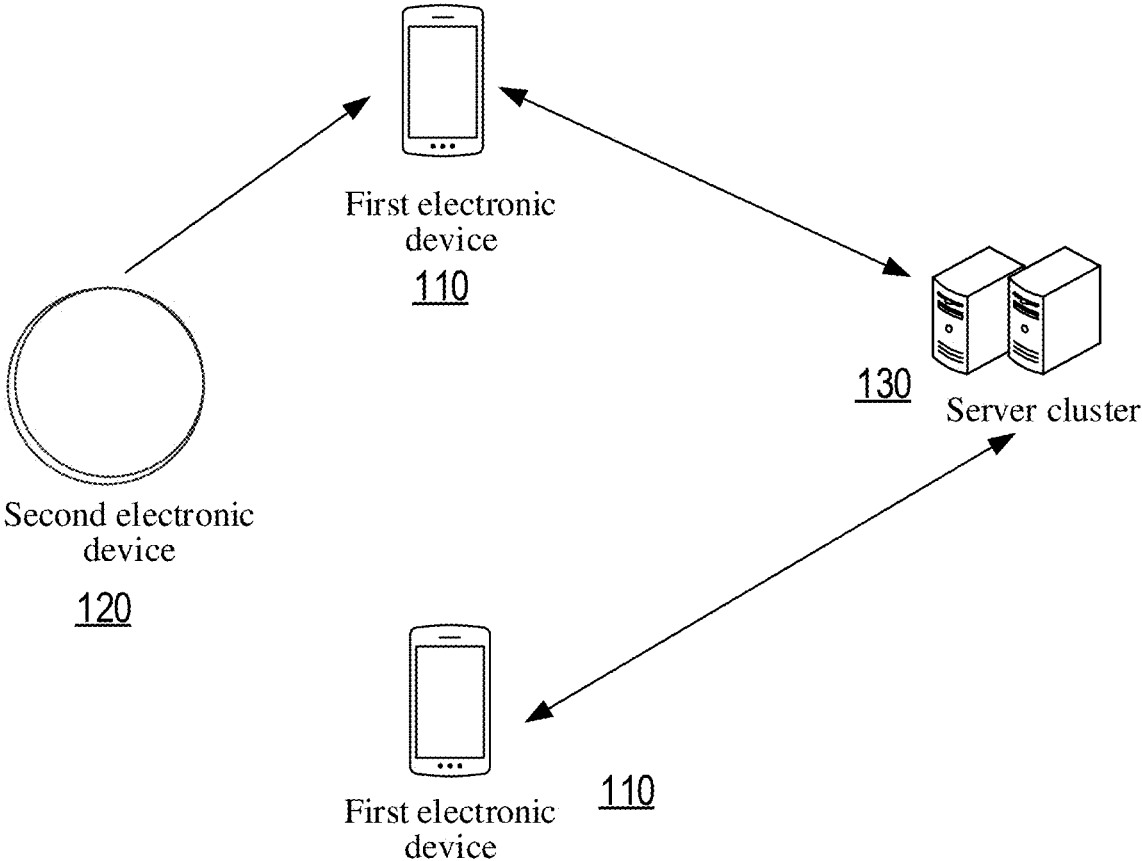 First electronic
device
110
130
Server cluster
Second electronic
device
120
110
First electronic
device